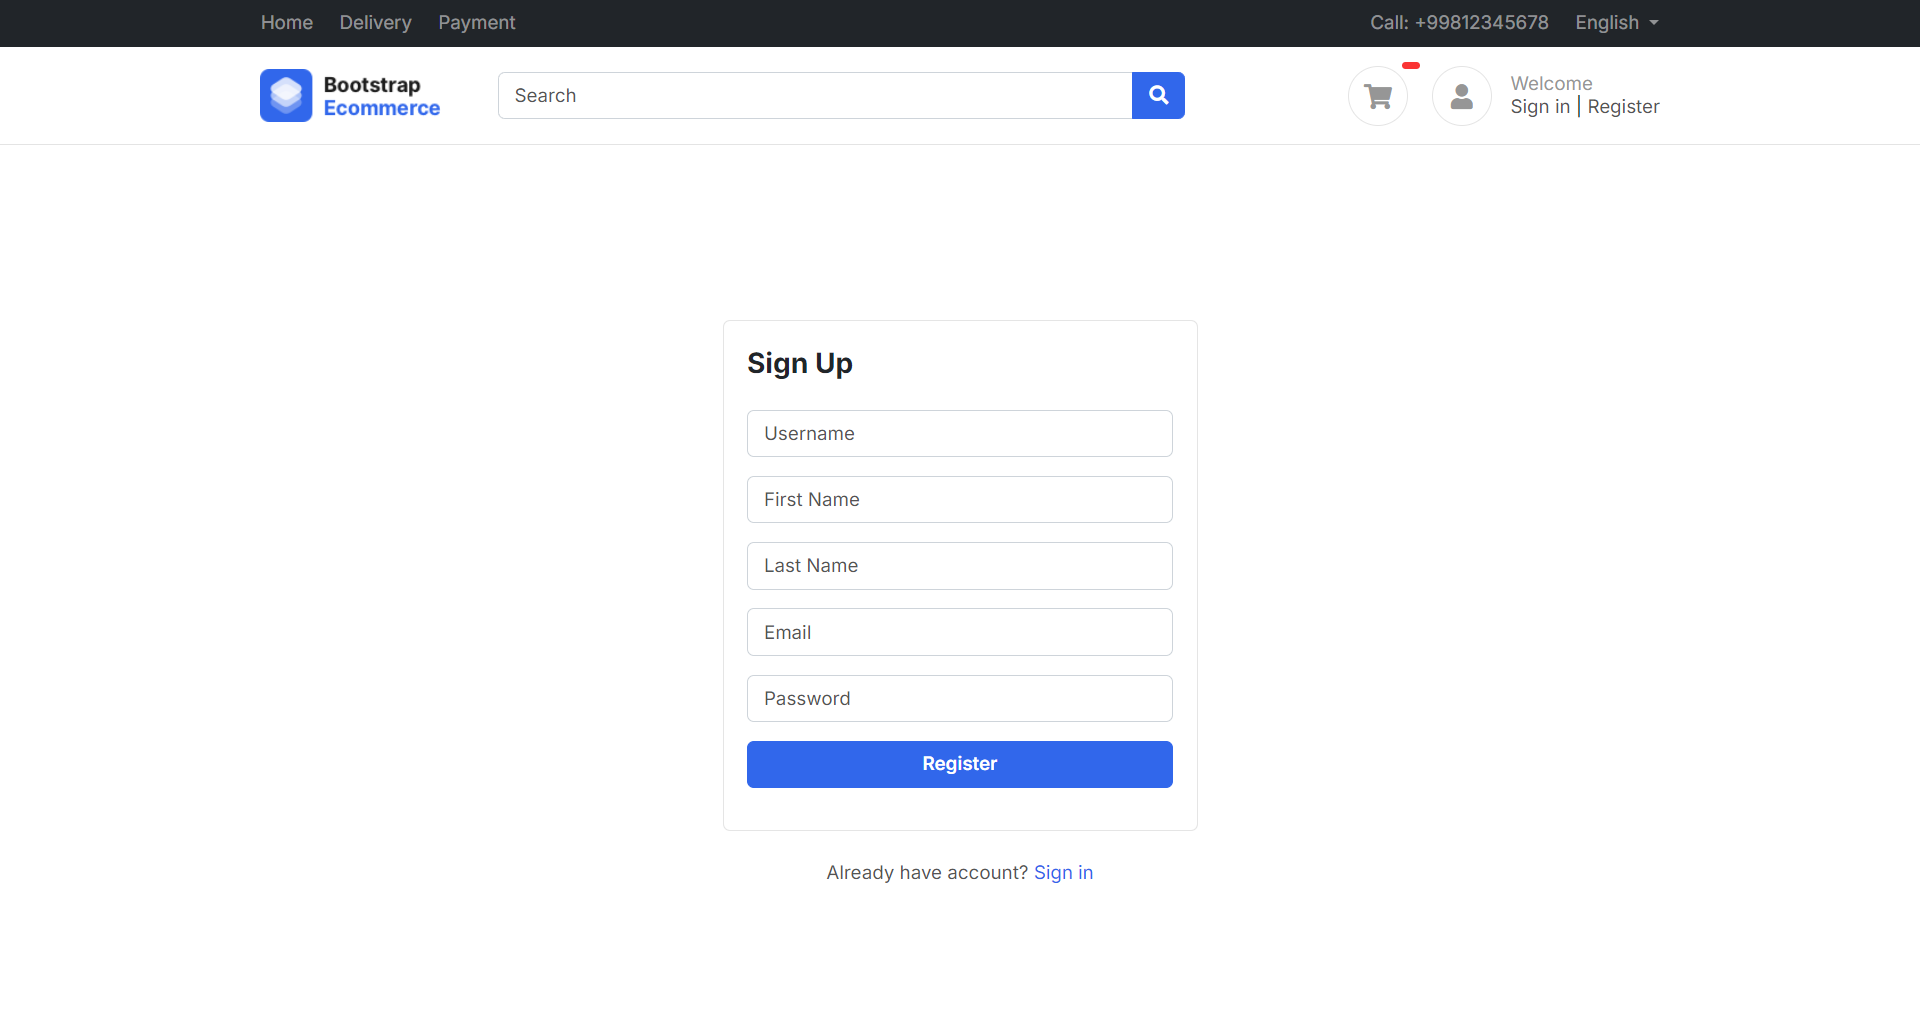 Home Delivery Payment Call: +99812345678 English
Bootstrap
Ecommerce
Search
Welcome
Sign in | Register
Sign Up
Username
First Name
Last Name
Email
Password
Register
Already have account? Sign in